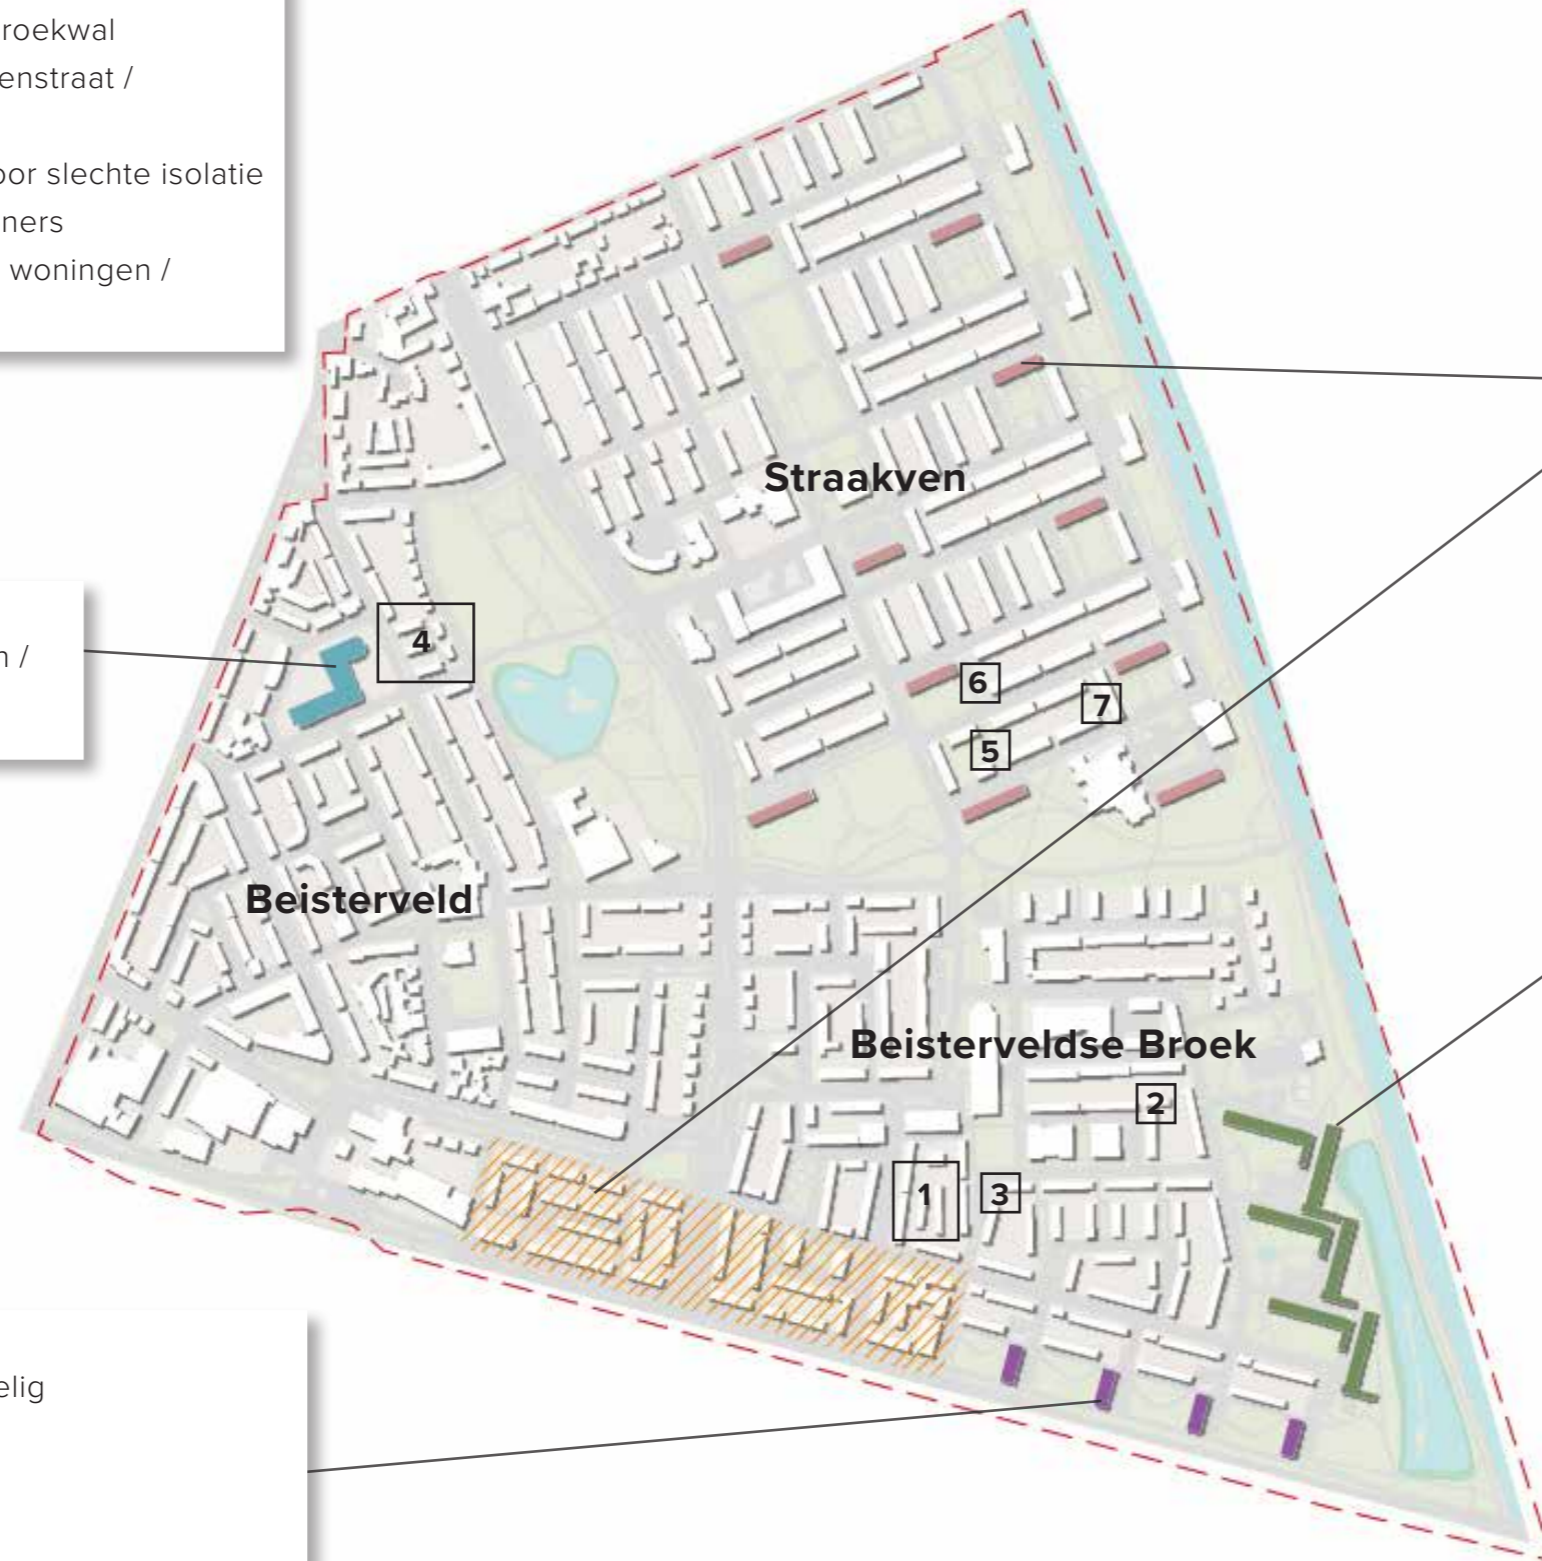 roekwal
enstraat /
oor slechte isolatie
ners
woningen /
Straakven
n /
4
6
7
5
Beisterveld
Beisterveldse Broek
2
1
3
elig